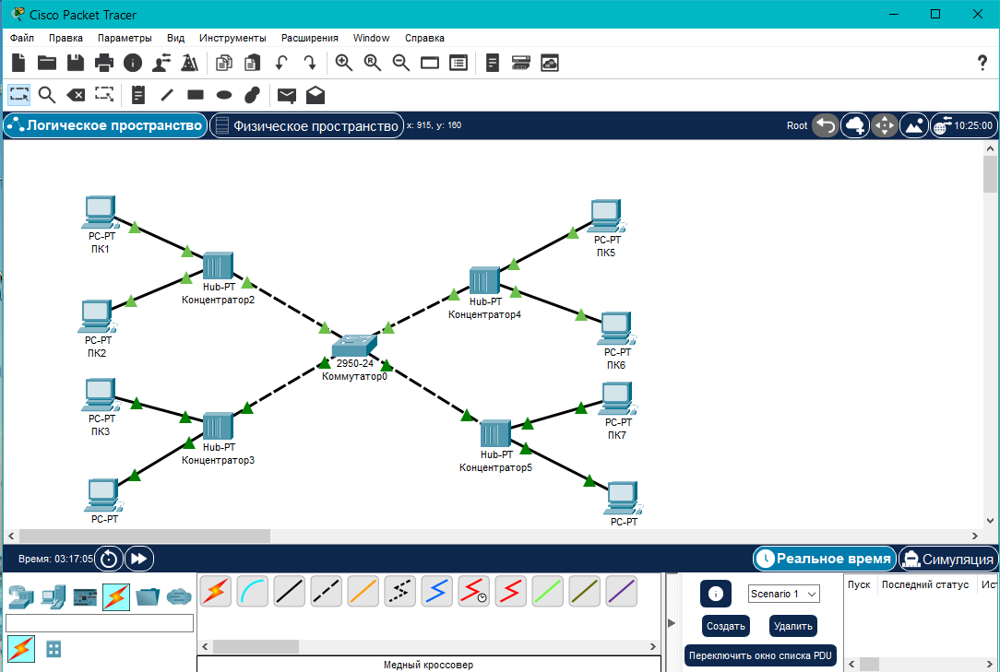 Cisco Packet Tracer
Файл Правка Параметры Вид Инструменты Расширения Window Справка
Логическое пространство Физическое пространство x: 915, y: 160 Root 10:25:00
PC-PT
ПК1
Hub-PT
Концентратор2
PC-PT
ПК2
PC-PT
ПК3
Hub-PT
Концентратор3
PC-PT
2950-24
Коммутатор0
PC-PT
ПК5
Hub-PT
Концентратор4
PC-PT
ПК6
PC-PT
ПК7
Hub-PT
Концентратор5
PC-PT
Время: 03:17:05 Реальное время Симуляция
Scenario 1
Создать Удалить
Переключить окно списка PDU
Пуск Последний статус Ист
Медный кроссовер